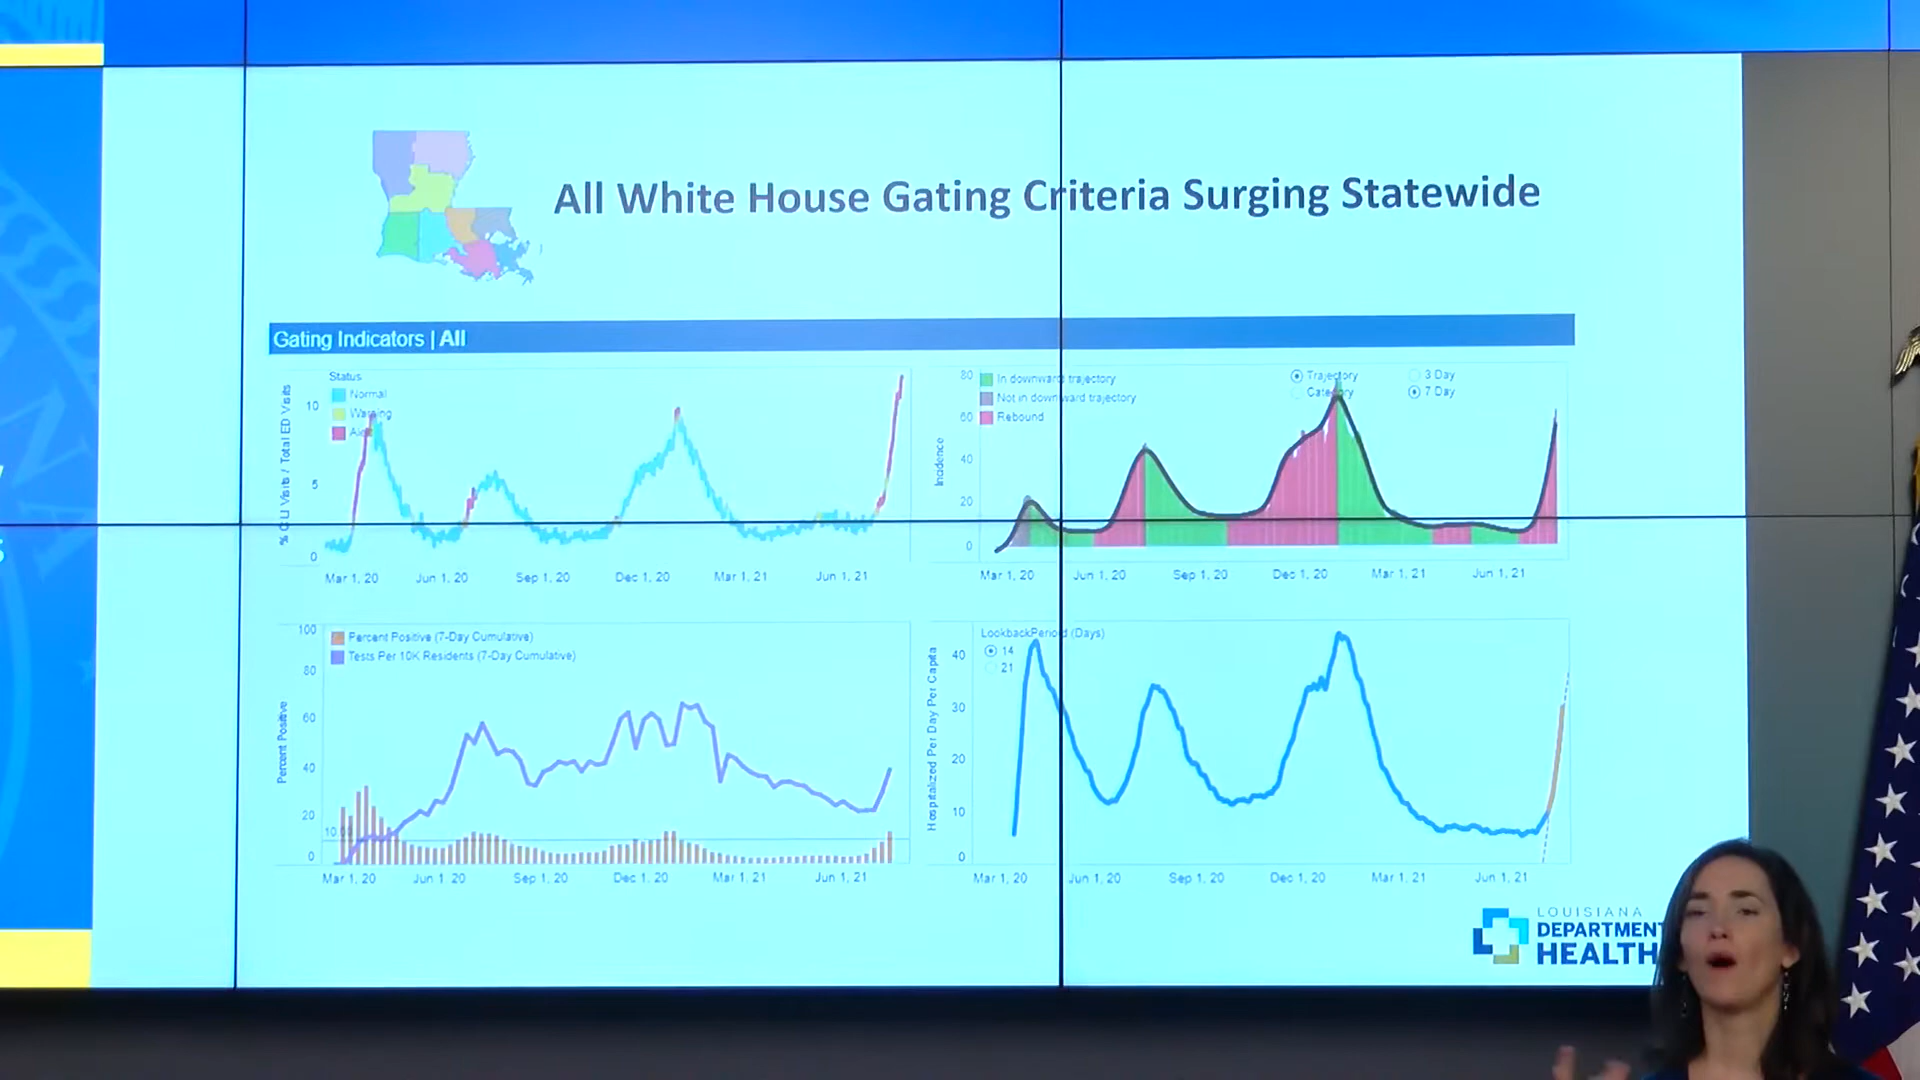 All White House Gating Criteria Surging Statewide
Gating Indicators | All
Status
Normal
Warning
Alert
% CLI Visits / Total ED Visits
10
5
0
Mar 1, 20
Jun 1, 20
Sep 1, 20
Dec 1, 20
Mar 1, 21
Jun 1, 21
In downward trajectory
Not in downward trajectory
Rebound
Trajectory
Category
3 Day
7 Day
Incidence
80
60
40
20
0
Mar 1, 20
Jun 1, 20
Sep 1, 20
Dec 1, 20
Mar 1, 21
Jun 1, 21
Percent Positive (7-Day Cumulative)
Tests Per 10K Residents (7-Day Cumulative)
Percent Positive
100
80
60
40
20
0
Mar 1, 20
Jun 1, 20
Sep 1, 20
Dec 1, 20
Mar 1, 21
Jun 1, 21
LookbackPeriod (Days)
14
21
Hospitalized Per Day Per Capita
40
30
20
10
0
Mar 1, 20
Jun 1, 20
Sep 1, 20
Dec 1, 20
Mar 1, 21
Jun 1, 21
LOUISIANA
DEPARTMENT
HEALTH